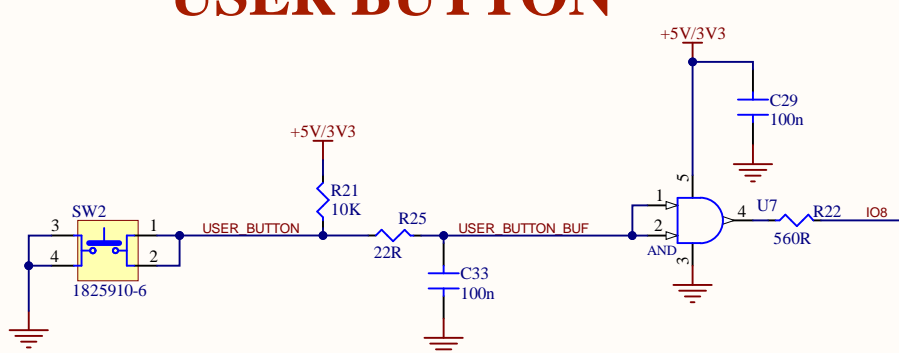 USER BUTTON
+5V/3V3
C29
100n
+5V/3V3
R21
10K
5
SW2
3
4
1
2
1825910-6
USER_BUTTON
R25
22R
USER_BUTTON_BUF
C33
100n
1
2
AND
3
4
U7
R22
560R
IO8